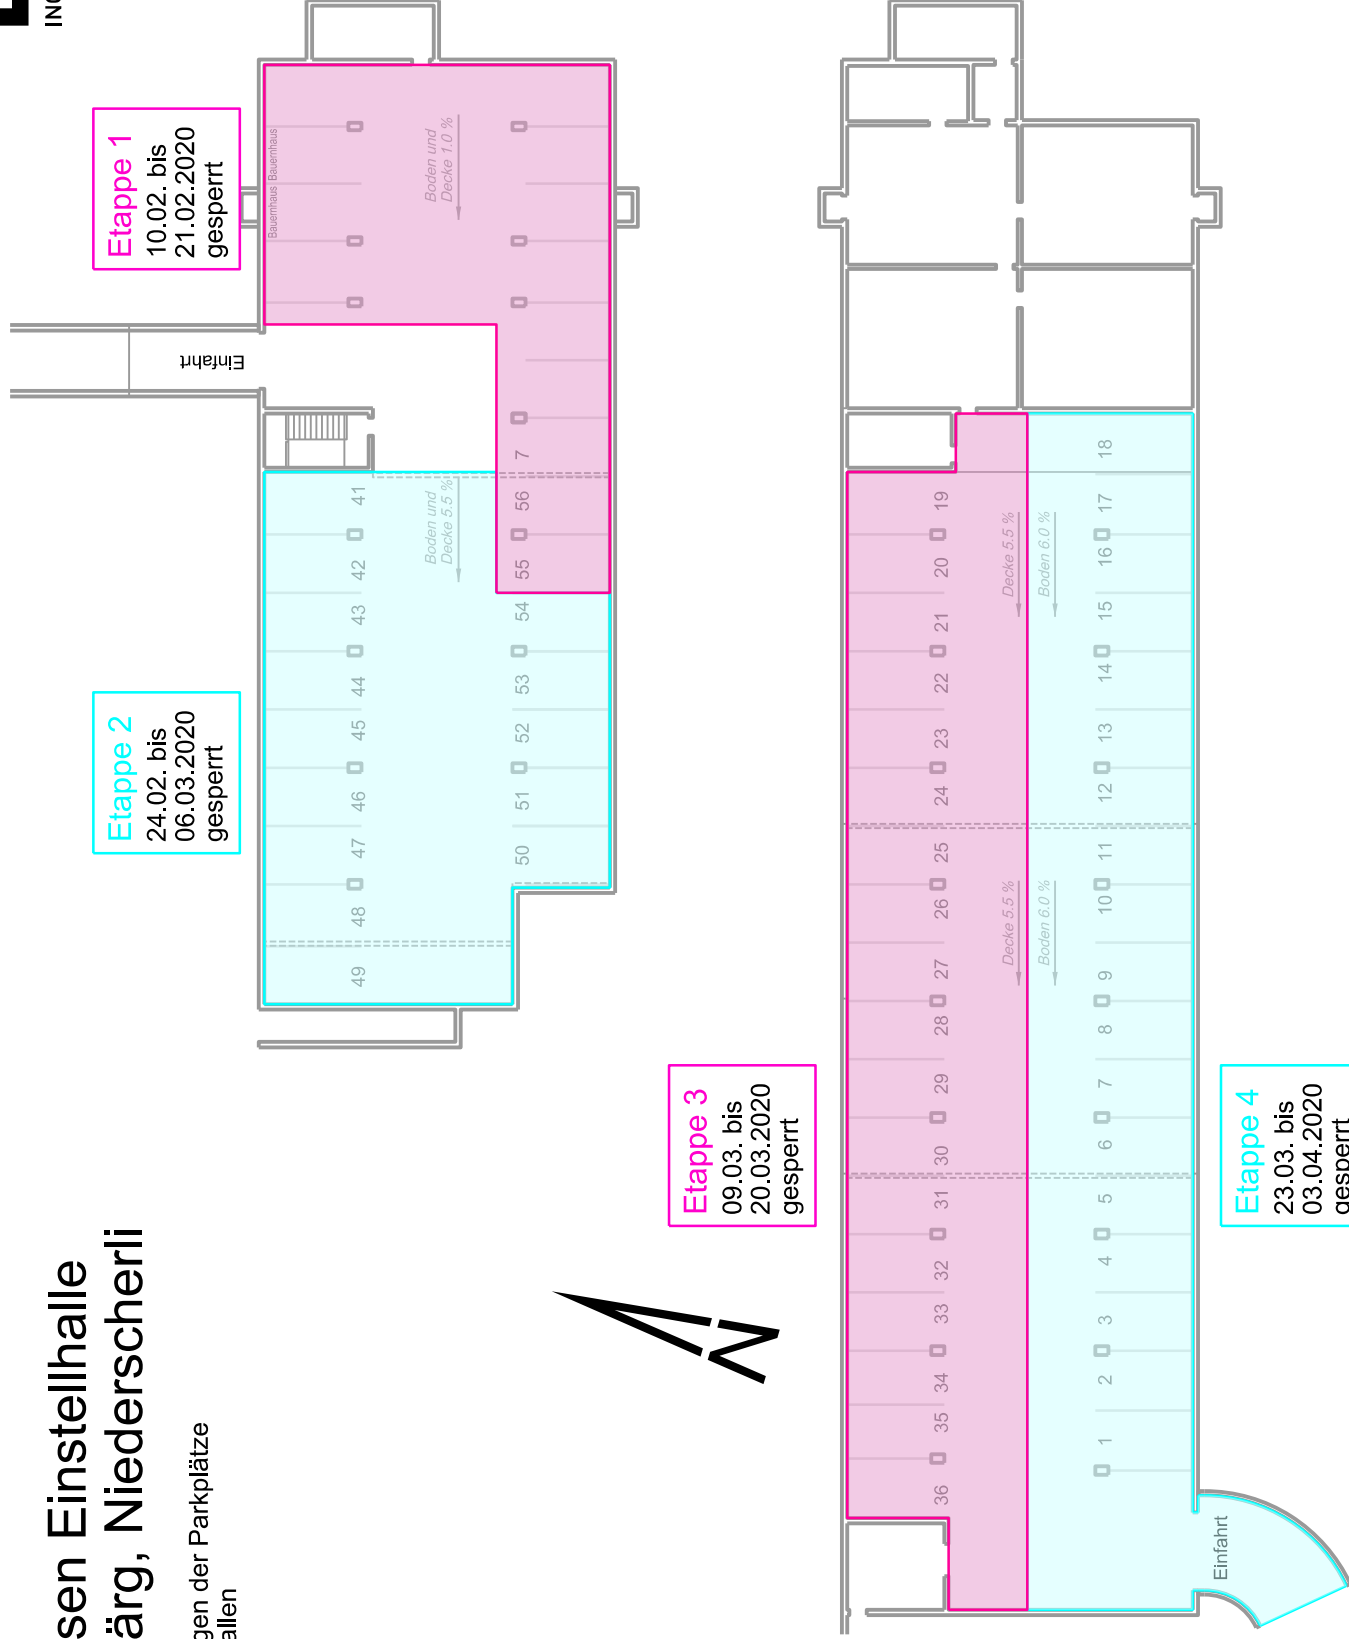 ING
sen Einstellhalle
ärg, Niederscherli
gen der Parkplätze
allen
Etappe 1
10.02. bis
21.02.2020
gesperrt
Etappe 2
24.02. bis
06.03.2020
gesperrt
Etappe 3
09.03. bis
20.03.2020
gesperrt
Etappe 4
23.03. bis
03.04.2020
gesperrt
Einfahrt
Bauernhaus Bauernhaus
Boden und
Decke 1.0 %
Boden und
Decke 5.5 %
49 48 47 46 45 44 43 42 41
50 51 52 53 54 55 56 7
36 35 34 33 32 31 30 29 28 27 26 25 24 23 22 21 20 19
Decke 5.5 %
Decke 5.5 %
Boden 6.0 %
Boden 6.0 %
1 2 3 4 5 6 7 8 9 10 11 12 13 14 15 16 17 18
Einfahrt
N